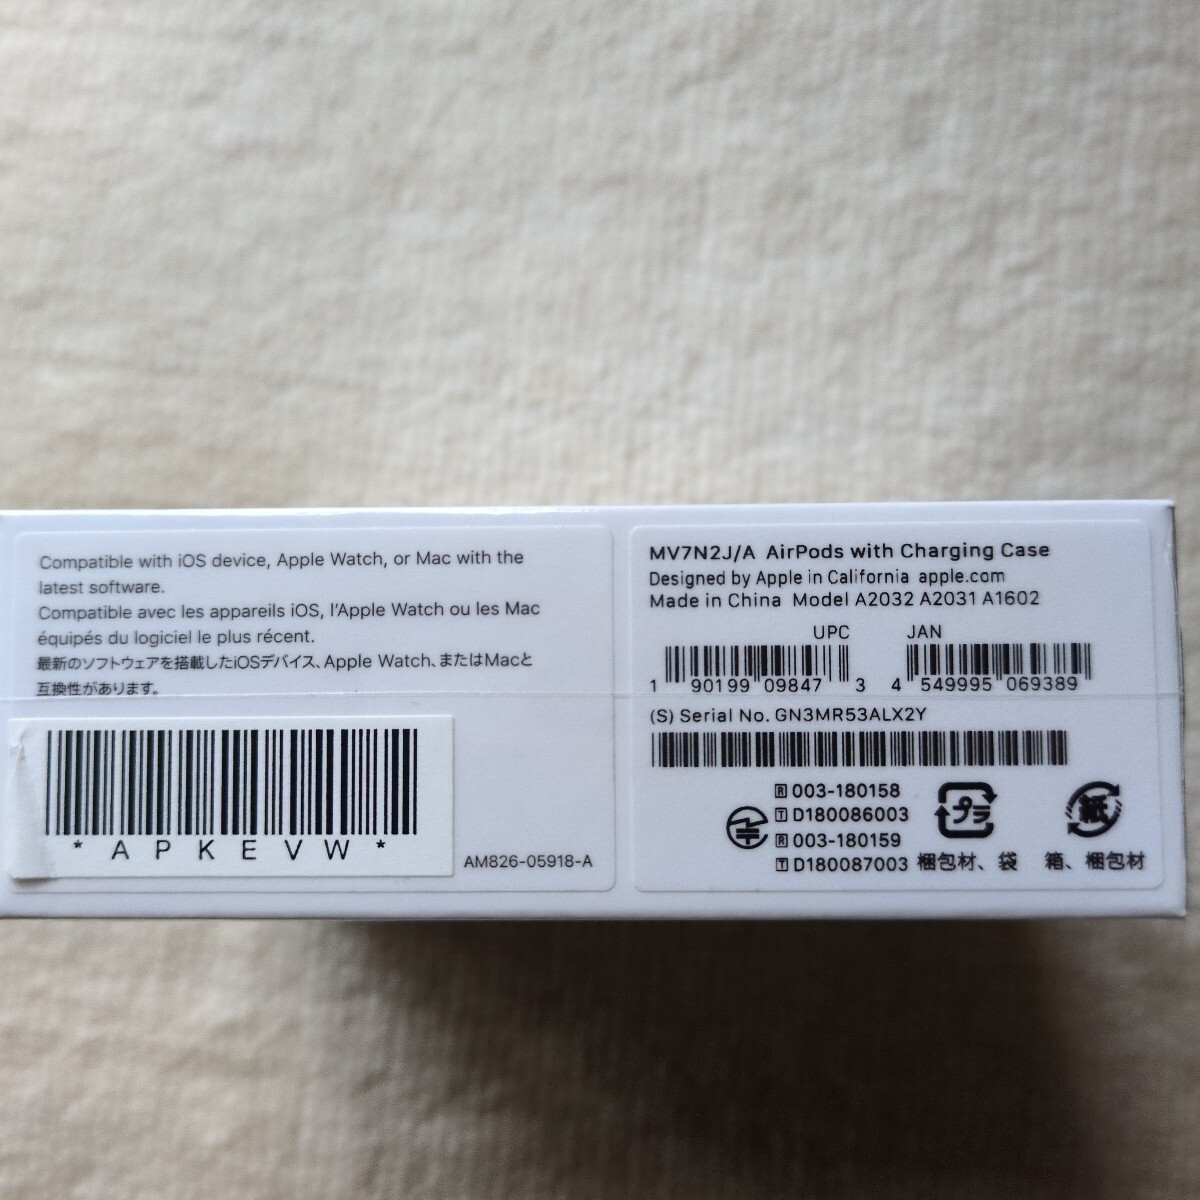 Compatible with iOS device, Apple Watch, or Mac with the
latest software.
Compatible avec les appareils iOS, l'Apple Watch ou les Mac
équipés du logiciel le plus récent.
最新のソフトウェアを搭載したiOSデバイス、Apple Watch、またはMacと
互換性があります。
* A P K E V W *
AM826-05918-A
MV7N2J/A AirPods with Charging Case
Designed by Apple in California apple.com
Made in China Model A2032 A2031 A1602
UPC JAN
1 90199 09847 3 4 549995 069389
(S) Serial No. GN3MR53ALX2Y
R 003-180158
T D180086003
R 003-180159
T D180087003
プラ
梱包材、袋
紙
箱、梱包材